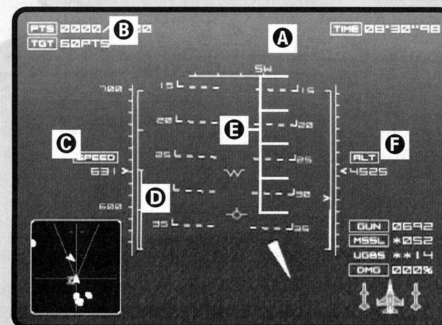 A
PTS 0000/ 00
B
TIME 08'30"98
TGT 60PTS
SW
700
15 15
20 20
E
C
F
SPEED
25 25
ALT
631
4525
D
30
600
35 35
GUN 0692
MSSL *052
UGBS **14
DMG 000%